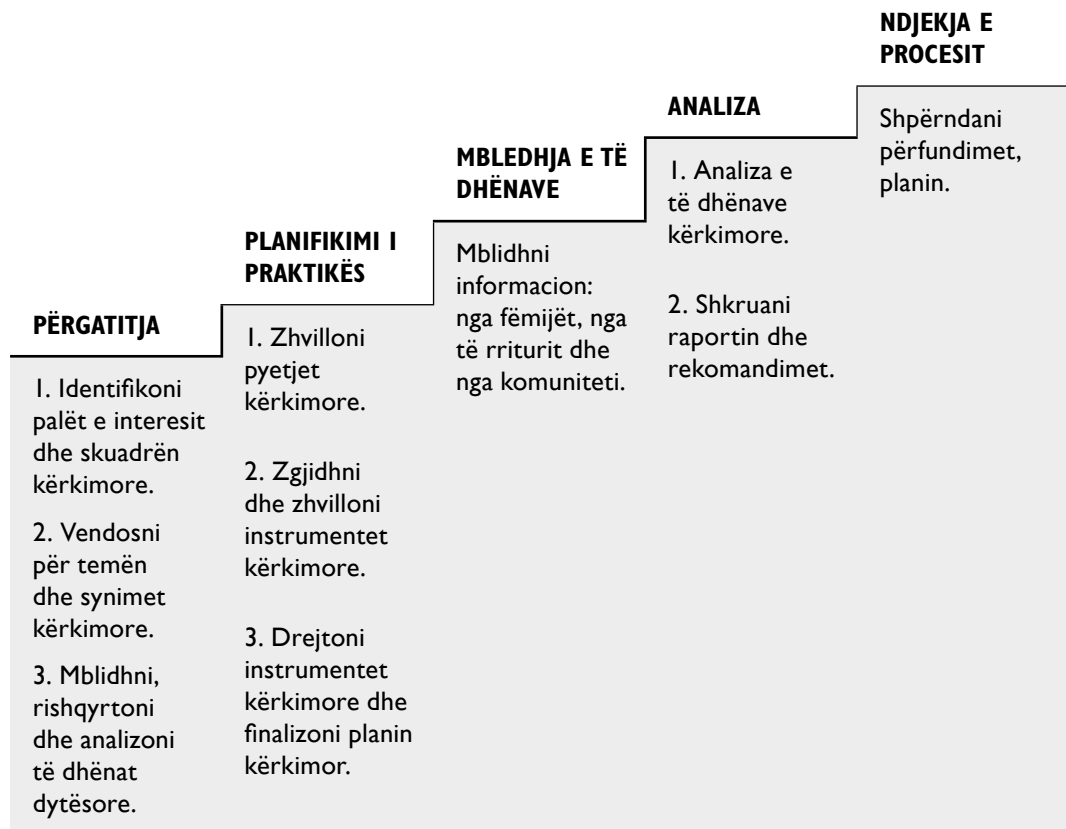 PËRGATITJA
1. Identifikoni
palët e interesit
dhe skuadrën
kërkimore.
2. Vendosni
për temën
dhe synimet
kërkimore.
3. Mblidhni,
rishqyrtoni
dhe analizoni
të dhënat
dytësore.
PLANIFIKIMI I
PRAKTIKËS
1. Zhvilloni
pyetjet
kërkimore.
2. Zgjidhni
dhe zhvilloni
instrumentet
kërkimore.
3. Drejtoni
instrumentet
kërkimore dhe
finalizoni planin
kërkimor.
MBLEDHJA E TË
DHËNAVE
Mblidhni
informacion:
nga fëmijët, nga
të rriturit dhe
nga komuniteti.
ANALIZA
1. Analiza e
të dhënave
kërkimore.
2. Shkruani
raportin dhe
rekomandimet.
NDJEKJA E
PROCESIT
Shpërndani
përfundimet,
planin.